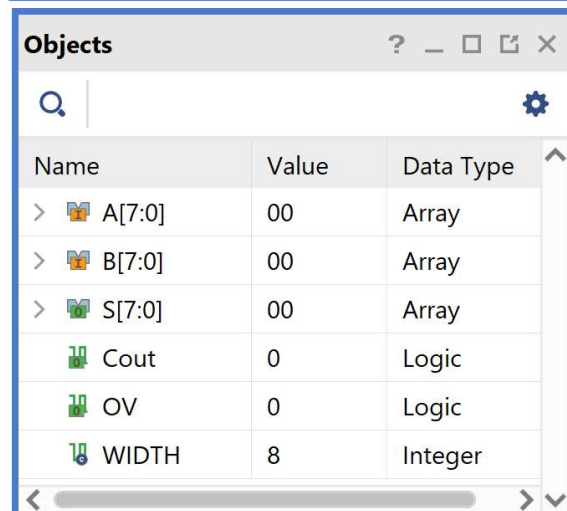 Objects ?
Name Value Data Type
A[7:0] 00 Array
B[7:0] 00 Array
S[7:0] 00 Array
Cout 0 Logic
OV 0 Logic
WIDTH 8 Integer